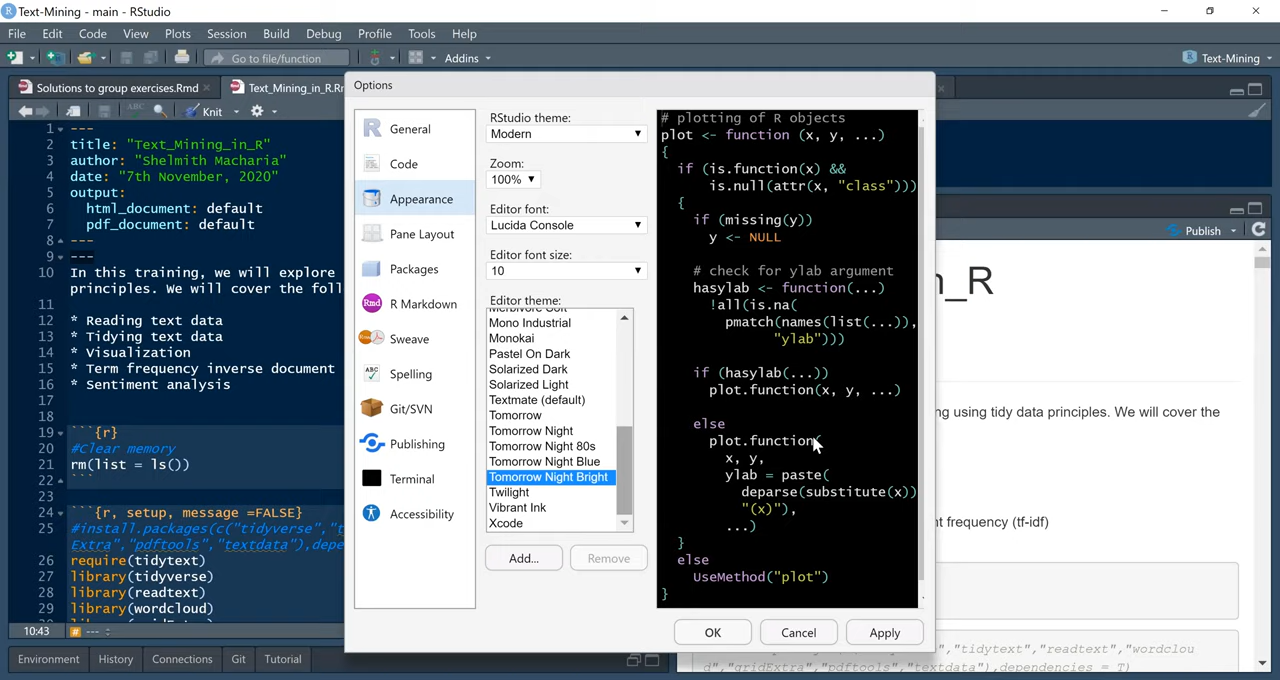 Text-Mining - main - RStudio
File Edit Code View Plots Session Build Debug Profile Tools Help
Go to file/function Addins Text-Mining
Solutions to group exercises.Rmd Text_Mining_in_R.Rm
Knit
1 ---
2 title: "Text_Mining_in_R"
3 author: "Shelmith Macharia"
4 date: "7th November, 2020"
5 output:
6 html_document: default
7 pdf_document: default
8 ---
9 ---
10 In this training, we will explore
principles. We will cover the foll
11
12 * Reading text data
13 * Tidying text data
14 * Visualization
15 * Term frequency inverse document
16 * Sentiment analysis
17
18
19 ```{r}
20 #Clear memory
21 rm(list = ls())
22 ```
23
24 ```{r, setup, message =FALSE}
25 #install.packages(c("tidyverse","t
Extra","pdftools","textdata"),depe
26 require(tidytext)
27 library(tidyverse)
28 library(readtext)
29 library(wordcloud)
10:43 # ---
Environment History Connections Git Tutorial
Options
General
Code
Appearance
Pane Layout
Packages
Rmd R Markdown
Sweave
ABC Spelling
Git/SVN
Publishing
Terminal
Accessibility
RStudio theme:
Modern
Zoom:
100%
Editor font:
Lucida Console
Editor font size:
10
Editor theme:
Merbivore Soft
Mono Industrial
Monokai
Pastel On Dark
Solarized Dark
Solarized Light
Textmate (default)
Tomorrow
Tomorrow Night
Tomorrow Night 80s
Tomorrow Night Blue
Tomorrow Night Bright
Twilight
Vibrant Ink
Xcode
Add... Remove
# plotting of R objects
plot <- function (x, y, ...)
{
if (is.function(x) &&
is.null(attr(x, "class")))
{
if (missing(y))
y <- NULL
# check for ylab argument
hasylab <- function(...)
!all(is.na(
pmatch(names(list(...)),
"ylab")))
if (hasylab(...))
plot.function(x, y, ...)
else
plot.function(
x, y,
ylab = paste(
deparse(substitute(x))
"(x)"),
...)
}
else
UseMethod("plot")
}
OK Cancel Apply
Publish
n_R
ng using tidy data principles. We will cover the
t frequency (tf-idf)
","tidytext","readtext","wordclou
d","gridExtra","pdftools","textdata"),dependencies = T)